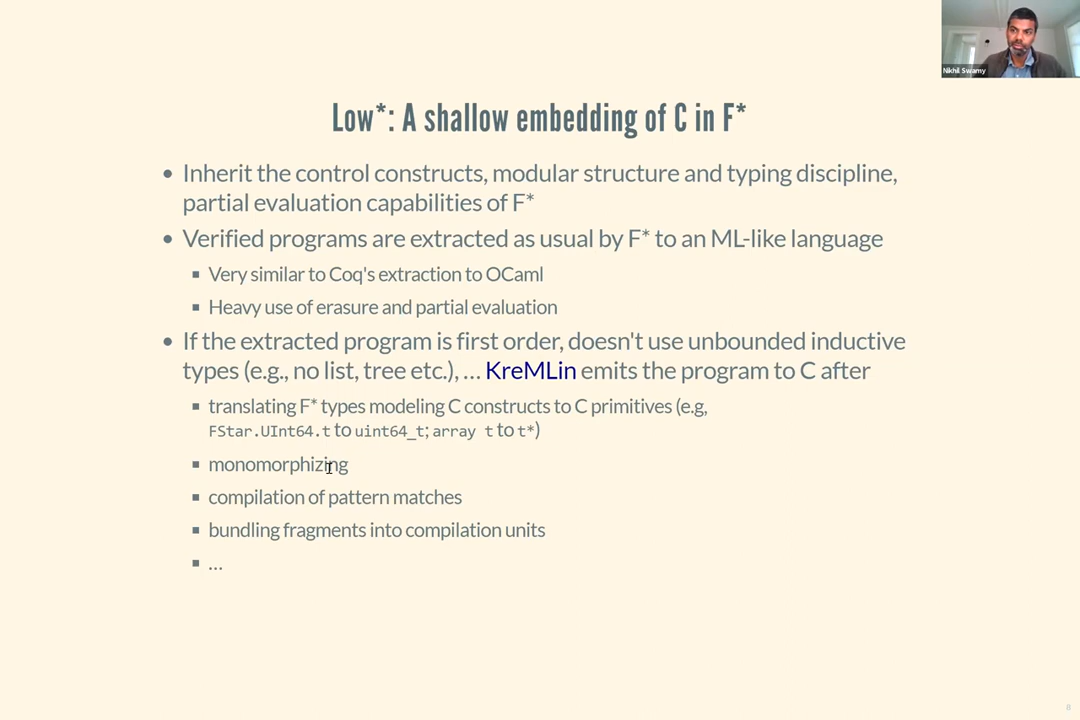 Nikhil Swamy
Low*: A shallow embedding of C in F*
• Inherit the control constructs, modular structure and typing discipline,
partial evaluation capabilities of F*
• Verified programs are extracted as usual by F* to an ML-like language
▪ Very similar to Coq's extraction to OCaml
▪ Heavy use of erasure and partial evaluation
• If the extracted program is first order, doesn't use unbounded inductive
types (e.g., no list, tree etc.), … KreMLin emits the program to C after
▪ translating F* types modeling C constructs to C primitives (e.g,
FStar.UInt64.t to uint64_t; array t to t*)
▪ monomorphizing
▪ compilation of pattern matches
▪ bundling fragments into compilation units
▪ …
8